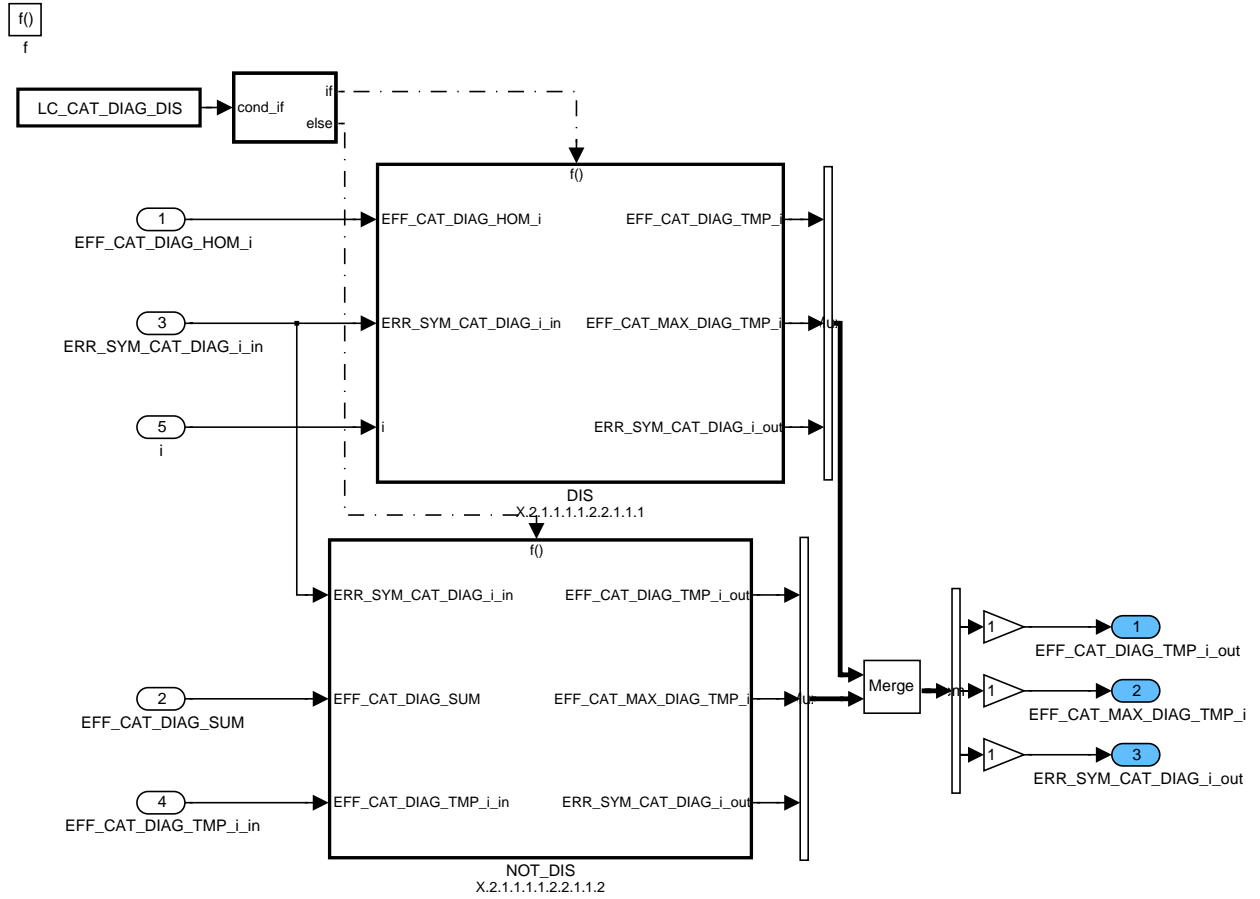 f()
f
LC_CAT_DIAG_DIS
cond_if
if
else
f()
1
EFF_CAT_DIAG_HOM_i
EFF_CAT_DIAG_HOM_i
EFF_CAT_DIAG_TMP_i
3
ERR_SYM_CAT_DIAG_i_in
ERR_SYM_CAT_DIAG_i_in
EFF_CAT_MAX_DIAG_TMP_i
5
i
i
ERR_SYM_CAT_DIAG_i_out
DIS
X.2.1.1.1.1.2.2.1.1.1
f()
ERR_SYM_CAT_DIAG_i_in
EFF_CAT_DIAG_TMP_i_out
2
EFF_CAT_DIAG_SUM
EFF_CAT_DIAG_SUM
EFF_CAT_MAX_DIAG_TMP_i
4
EFF_CAT_DIAG_TMP_i_in
EFF_CAT_DIAG_TMP_i_in
ERR_SYM_CAT_DIAG_i_out
NOT_DIS
X.2.1.1.1.1.2.2.1.1.2
Merge
1
1
EFF_CAT_DIAG_TMP_i_out
1
2
EFF_CAT_MAX_DIAG_TMP_i
1
3
ERR_SYM_CAT_DIAG_i_out